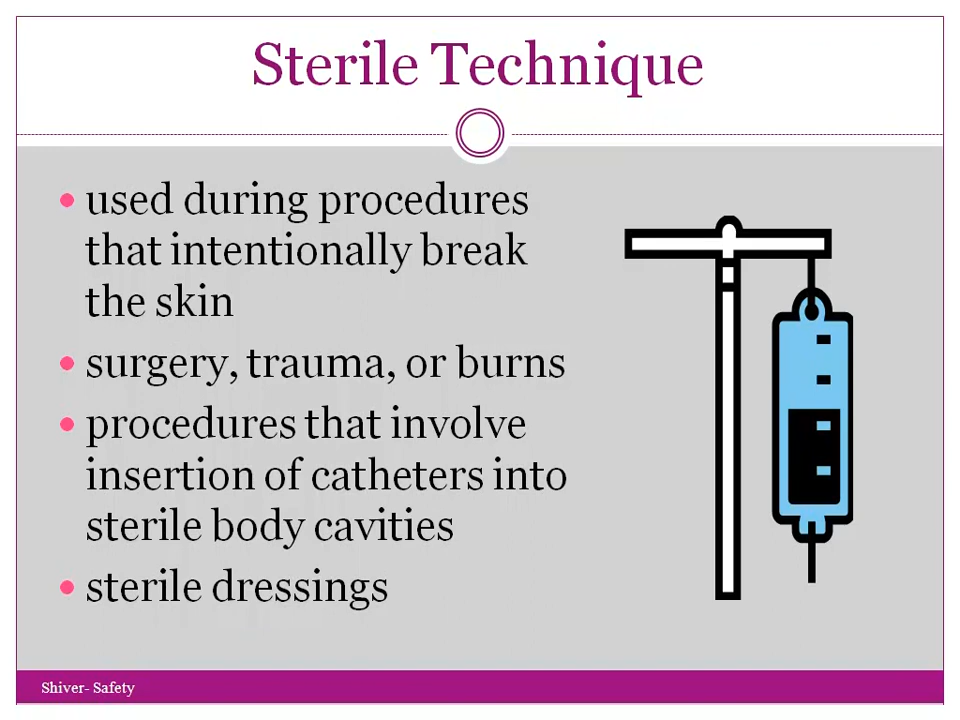 Sterile Technique
• used during procedures
that intentionally break
the skin
• surgery, trauma, or burns
• procedures that involve
insertion of catheters into
sterile body cavities
• sterile dressings
Shiver- Safety